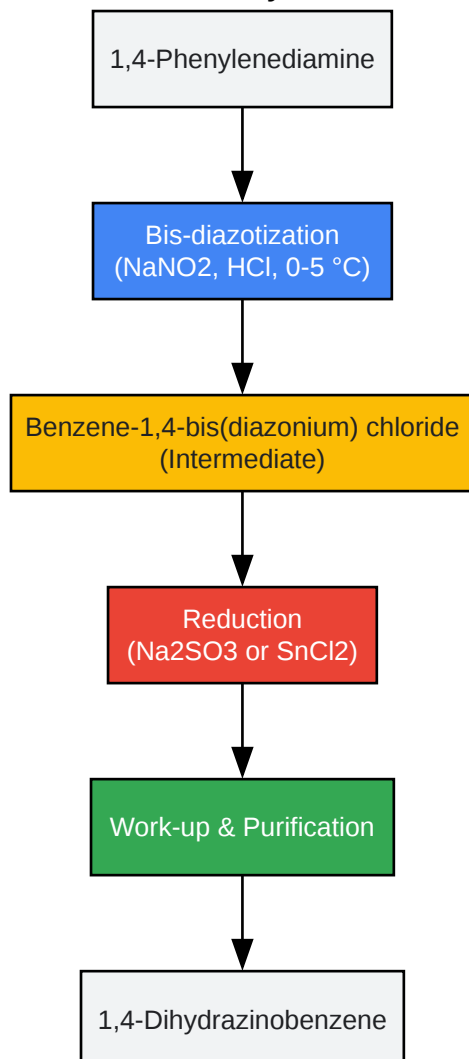 1,4-Phenylenediamine
Bis-diazotization
(NaNO2, HCl, 0-5 °C)
Benzene-1,4-bis(diazonium) chloride
(Intermediate)
Reduction
(Na2SO3 or SnCl2)
Work-up & Purification
1,4-Dihydrazinobenzene